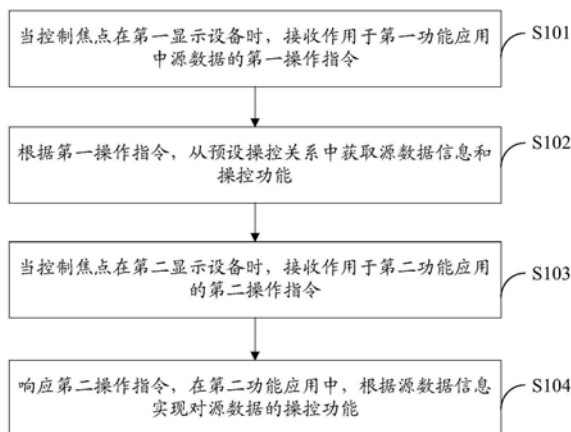 当控制焦点在第一显示设备时，接收作用于第一功能应用
中源数据的第一操作指令
S101
根据第一操作指令，从预设操控关系中获取源数据信息和
操控功能
S102
当控制焦点在第二显示设备时，接收作用于第二功能应用
的第二操作指令
S103
响应第二操作指令，在第二功能应用中，根据源数据信息
实现对源数据的操控功能
S104